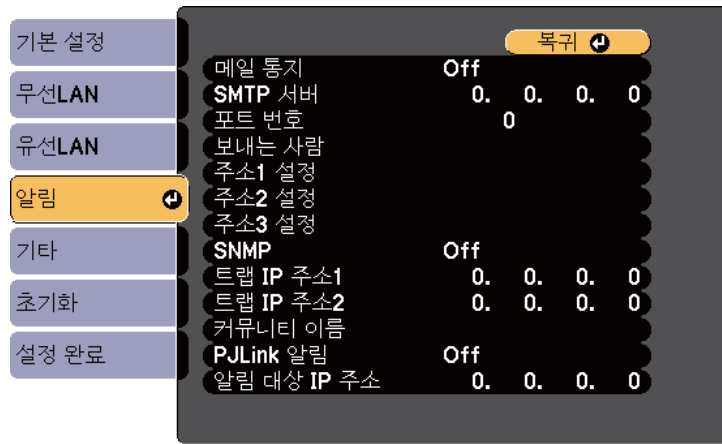 기본 설정
무선LAN
유선LAN
알림
기타
초기화
설정 완료
복귀
메일 통지 Off
SMTP 서버 0. 0. 0. 0
포트 번호 0
보내는 사람
주소1 설정
주소2 설정
주소3 설정
SNMP Off
트랩 IP 주소1 0. 0. 0. 0
트랩 IP 주소2 0. 0. 0. 0
커뮤니티 이름
PJLink 알림 Off
알림 대상 IP 주소 0. 0. 0. 0